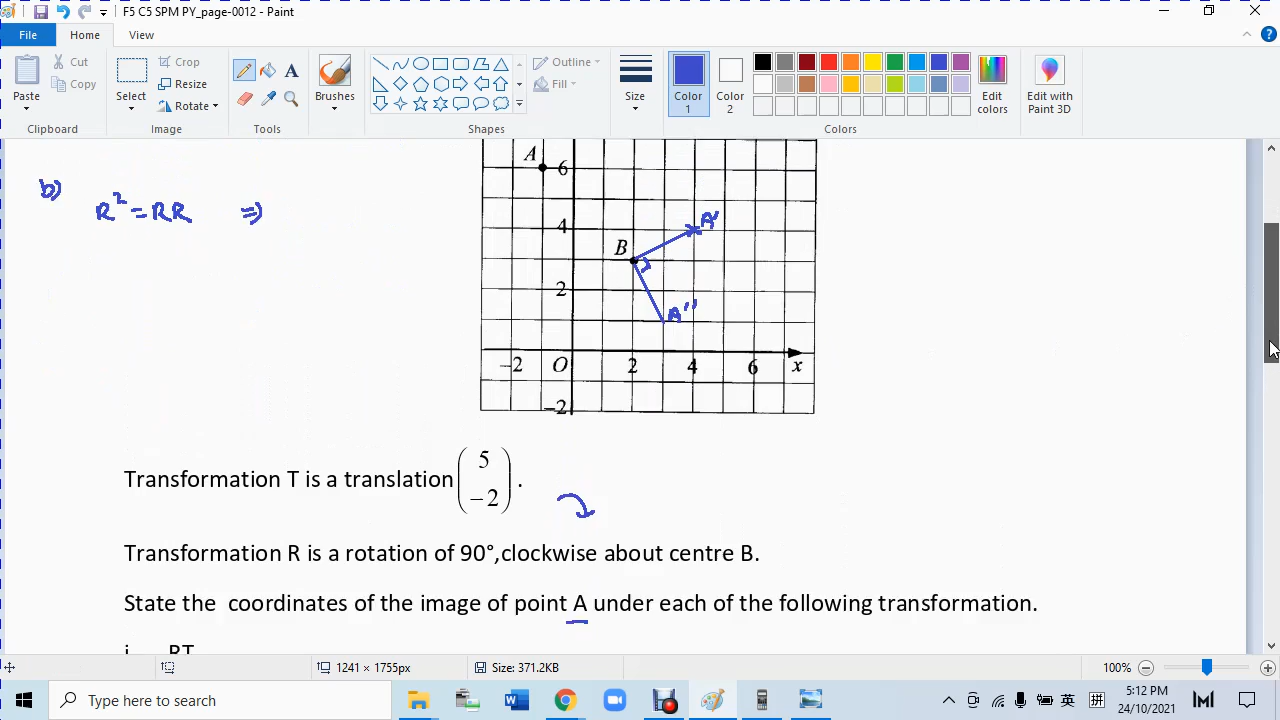 F5 C5 SPM PY_page-0012 - Paint
File Home View
Paste Cut Copy Clipboard
Select Crop Resize Rotate Image
A Tools
Brushes
Outline Fill Shapes
Size
Color 1 Color 2 Edit colors Colors
Edit with Paint 3D
b) R² = RR ⇒
A 6
4 A'
B
2 A''
-2 O 2 4 6 x
-2
Transformation T is a translation (5 -2) .
Transformation R is a rotation of 90°,clockwise about centre B.
State the coordinates of the image of point A under each of the following transformation.
i. RT
1241 × 1755px Size: 371.2KB 100%
Type here to search
英 拼 5:12 PM
24/10/2021